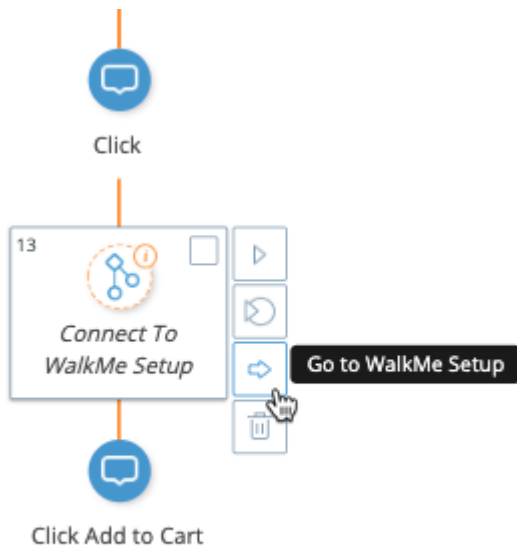 Click
13
i
Connect To
WalkMe Setup
Go to WalkMe Setup
Click Add to Cart